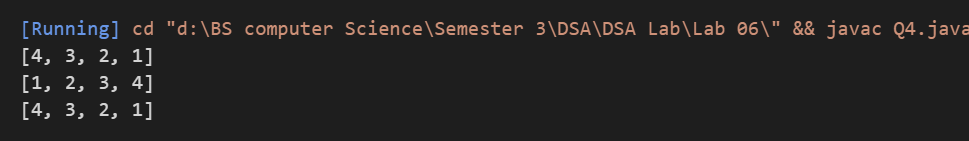 [Running] cd "d:\BS computer Science\Semester 3\DSA\DSA Lab\Lab 06\" && javac Q4.java
[4, 3, 2, 1]
[1, 2, 3, 4]
[4, 3, 2, 1]